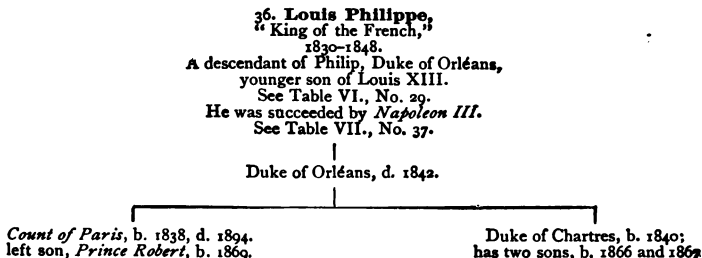 36. Louis Philippe,
"King of the French,"
1830–1848.
A descendant of Philip, Duke of Orléans,
younger son of Louis XIII.
See Table VI., No. 29.
He was succeeded by Napoleon III.
See Table VII., No. 37.
Duke of Orléans, d. 1842.
Count of Paris, b. 1838, d. 1894.
left son, Prince Robert, b. 1869.
Duke of Chartres, b. 1840;
has two sons, b. 1866 and